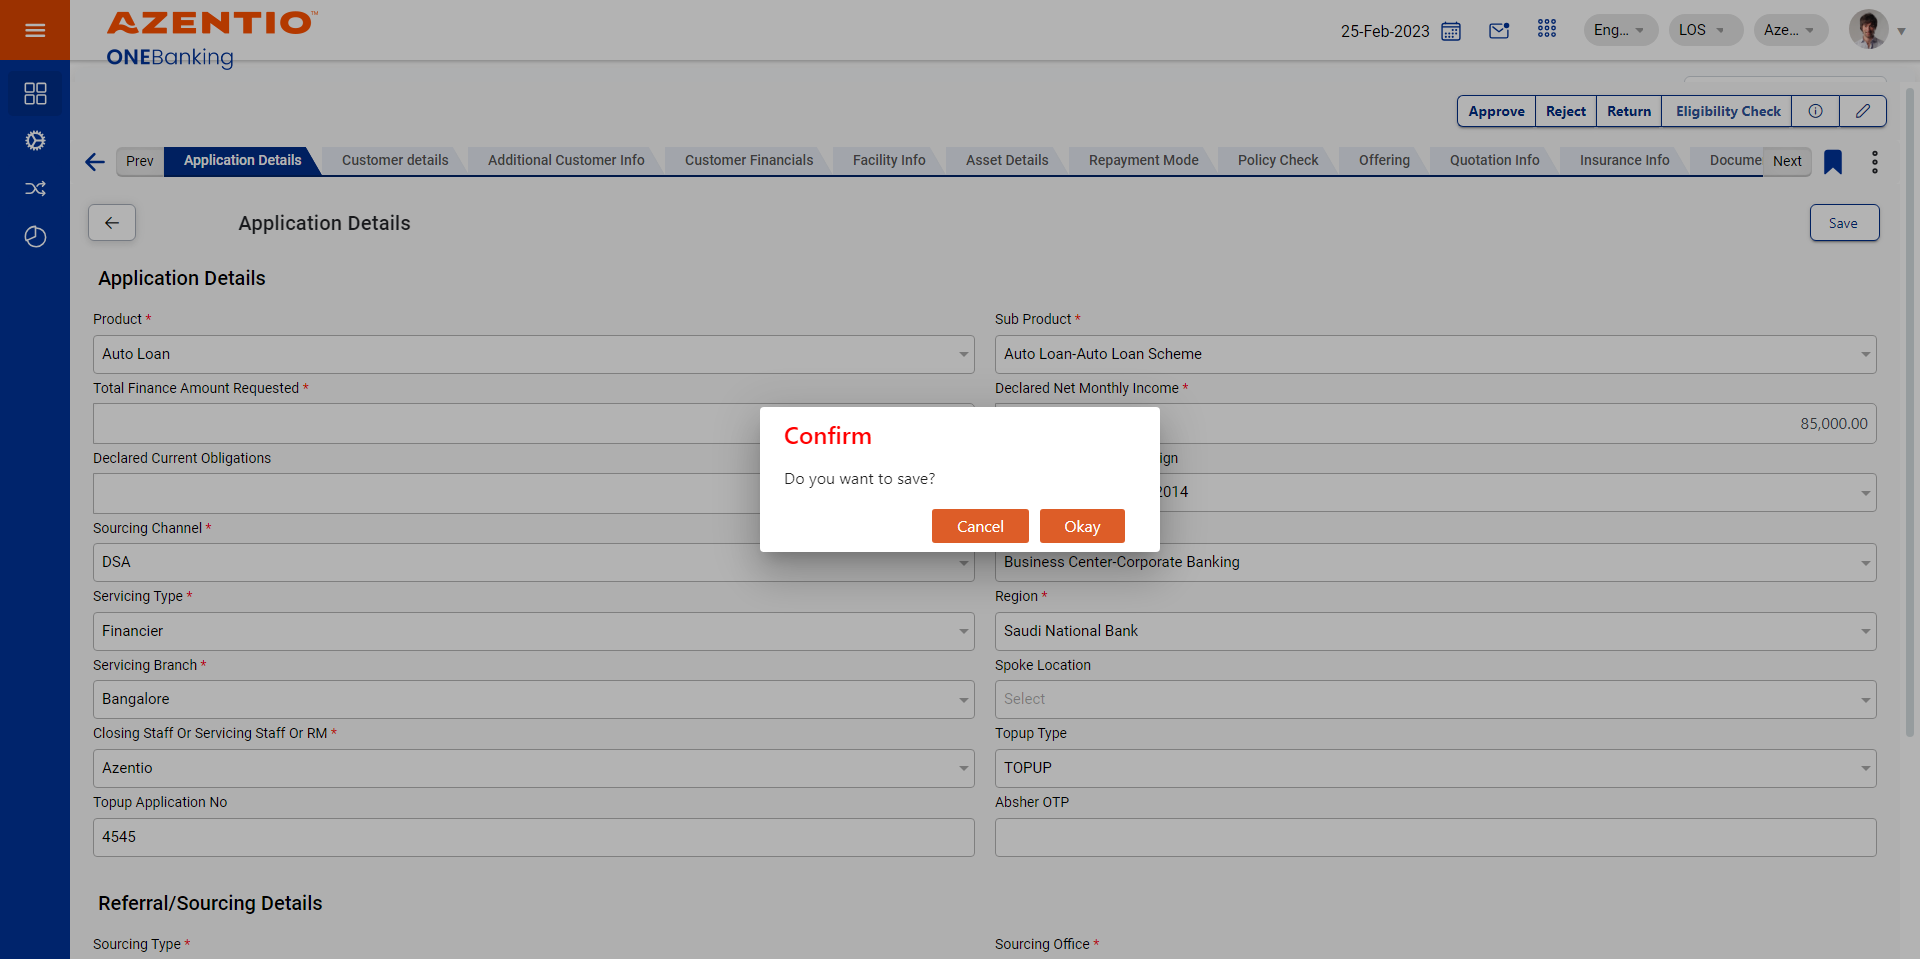 AZENTIO™
ONEBanking
25-Feb-2023
Eng...
LOS
Aze...
Approve
Reject
Return
Eligibility Check
Prev
Application Details
Customer details
Additional Customer Info
Customer Financials
Facility Info
Asset Details
Repayment Mode
Policy Check
Offering
Quotation Info
Insurance Info
Docume
Next
Application Details
Save
Application Details
Product *
Sub Product *
Auto Loan
Auto Loan-Auto Loan Scheme
Total Finance Amount Requested *
Declared Net Monthly Income *
85,000.00
Confirm
Do you want to save?
Cancel
Okay
Declared Current Obligations
ign
2014
Sourcing Channel *
DSA
Business Center-Corporate Banking
Servicing Type *
Region *
Financier
Saudi National Bank
Servicing Branch *
Spoke Location
Bangalore
Select
Closing Staff Or Servicing Staff Or RM *
Topup Type
Azentio
TOPUP
Topup Application No
Absher OTP
4545
Referral/Sourcing Details
Sourcing Type *
Sourcing Office *